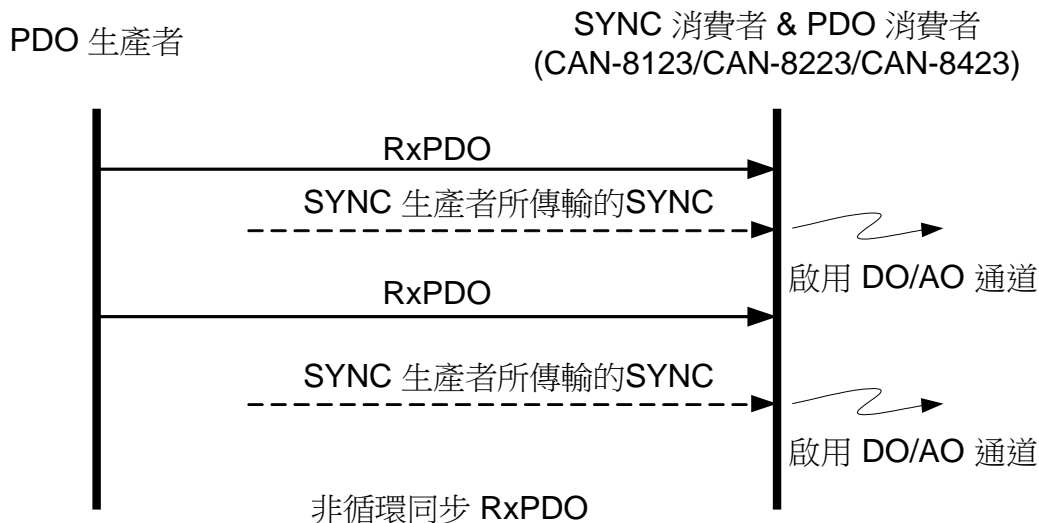 PDO 生產者
SYNC 消費者 & PDO 消費者
(CAN-8123/CAN-8223/CAN-8423)
RxPDO
SYNC 生產者所傳輸的SYNC
啟用 DO/AO 通道
RxPDO
SYNC 生產者所傳輸的SYNC
啟用 DO/AO 通道
非循環同步 RxPDO